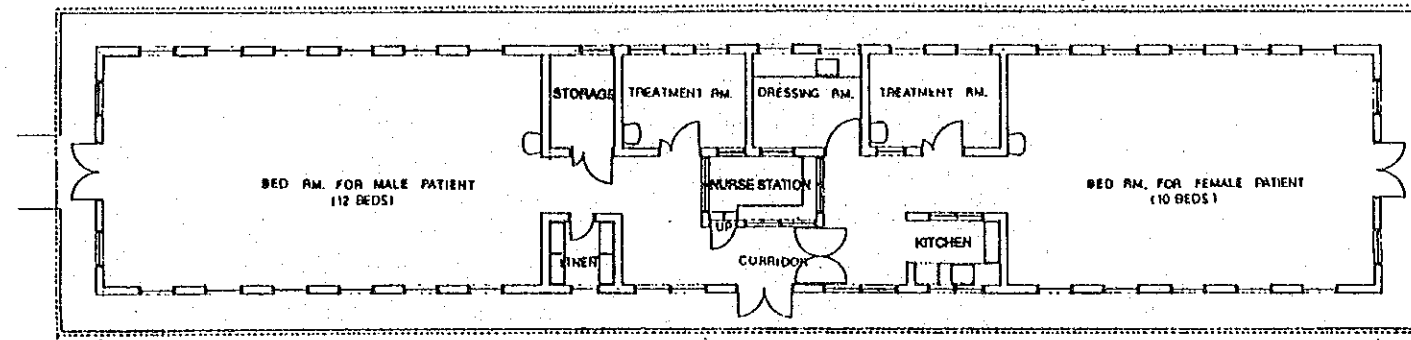 STORAGE
TREATMENT RM.
DRESSING RM.
TREATMENT RM.
BED RM. FOR MALE PATIENT
(12 BEDS)
NURSE STATION
BED RM. FOR FEMALE PATIENT
(10 BEDS)
UP
LINEN
CORRIDOR
KITCHEN